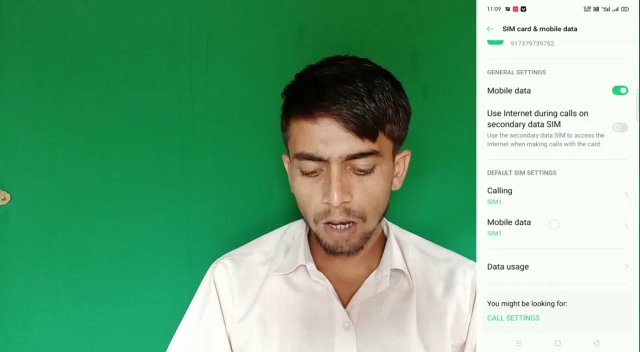 11:09
SIM card & mobile data
917379739752
GENERAL SETTINGS
Mobile data
Use Internet during calls on
secondary data SIM
Use the secondary data SIM to access the
internet when making calls with the card.
DEFAULT SIM SETTINGS
Calling
SIM1
Mobile data
SIM1
Data usage
You might be looking for:
CALL SETTINGS